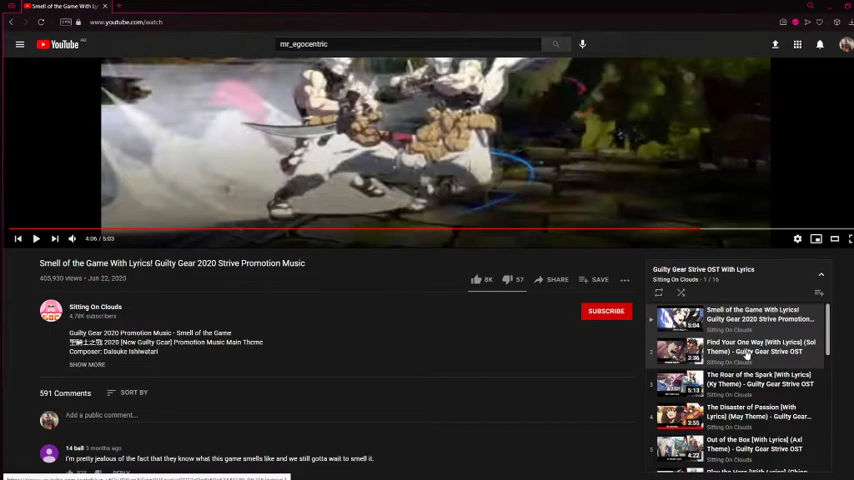 Smell of the Game With Lyri
VPN
www.youtube.com/watch
YouTube
mr_egocentric
4:06 / 5:03
Smell of the Game With Lyrics! Guilty Gear 2020 Strive Promotion Music
405,930 views • Jun 22, 2020
8K
57
SHARE
SAVE
Sitting On Clouds
4.78K subscribers
SUBSCRIBE
Guilty Gear 2020 Promotion Music - Smell of the Game
聖騎士之戰 2020 [New Guilty Gear] Promotion Music Main Theme
Composer: Daisuke Ishiwatari
SHOW MORE
591 Comments
SORT BY
Add a public comment...
14 ball 3 months ago
i'm pretty jealous of the fact that they know what this game smells like and we still gotta wait to smell it.
REPLY
Guilty Gear Strive OST With Lyrics
Sitting On Clouds - 1 / 16
5:04
Smell of the Game With Lyrics!
Guilty Gear 2020 Strive Promotion...
Sitting On Clouds
2
3:36
Find Your One Way [With Lyrics] (Sol
Theme) - Guilty Gear Strive OST
Sitting On Clouds
3
5:13
The Roar of the Spark [With Lyrics]
(Ky Theme) - Guilty Gear Strive OST
Sitting On Clouds
4
3:55
The Disaster of Passion [With
Lyrics] (May Theme) - Guilty Gear...
Sitting On Clouds
5
4:22
Out of the Box [With Lyrics] (Axl
Theme) - Guilty Gear Strive OST
Sitting On Clouds